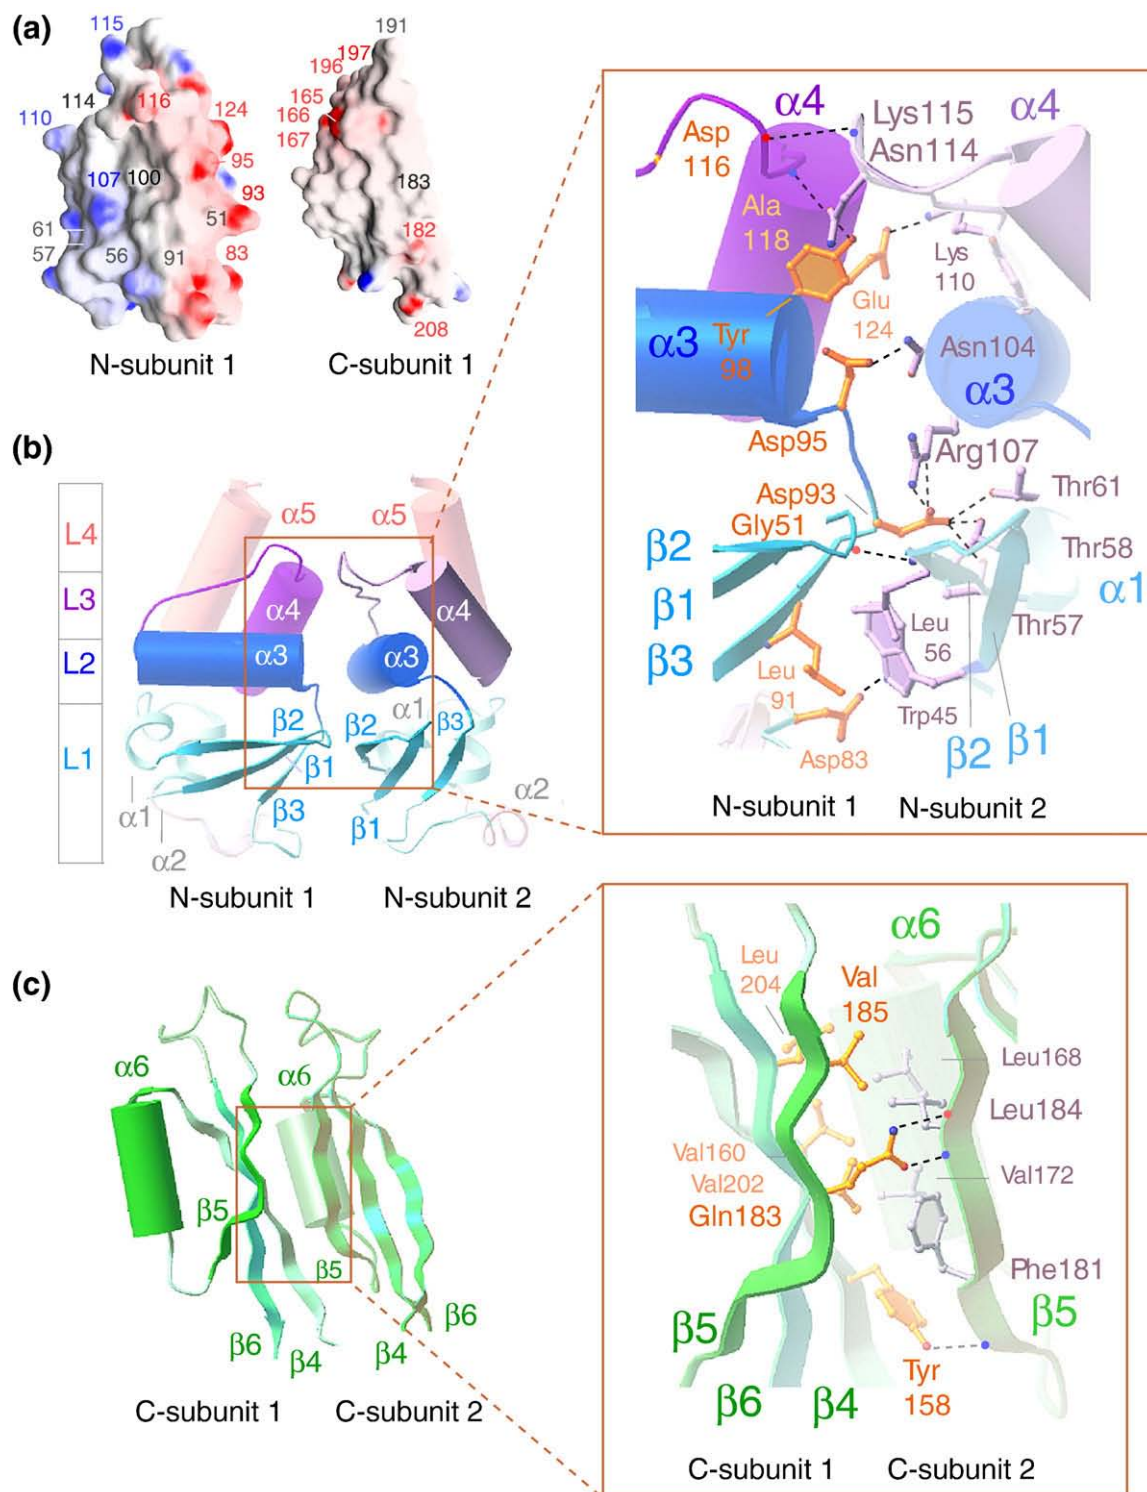 (a)
115
114
116
124
110
95
107
100
93
51
61
57
56
91
83
N-subunit 1
191
197
196
165
166
167
183
182
208
C-subunit 1
(b)
L4
L3
L2
L1
α5
α5
α4
α4
α3
α3
β2
β1
β3
α1
α2
α1
β2
β3
β1
α2
N-subunit 1
N-subunit 2
α4
Lys115
α4
Asp
116
Asn114
Ala
118
Lys
110
Glu
124
α3
Tyr
98
Asn104
α3
Asp95
Arg107
Asp93
Thr61
Gly51
β2
Thr58
β1
α1
Leu
56
Thr57
β3
Leu
91
Trp45
Asp83
β2
β1
N-subunit 1
N-subunit 2
(c)
α6
α6
β5
β5
β6
β4
β4
β6
C-subunit 1
C-subunit 2
α6
Leu
204
Val
185
Leu168
Leu184
Val160
Val202
Val172
Gln183
Phe181
β5
β5
Tyr
158
β6
β4
C-subunit 1
C-subunit 2